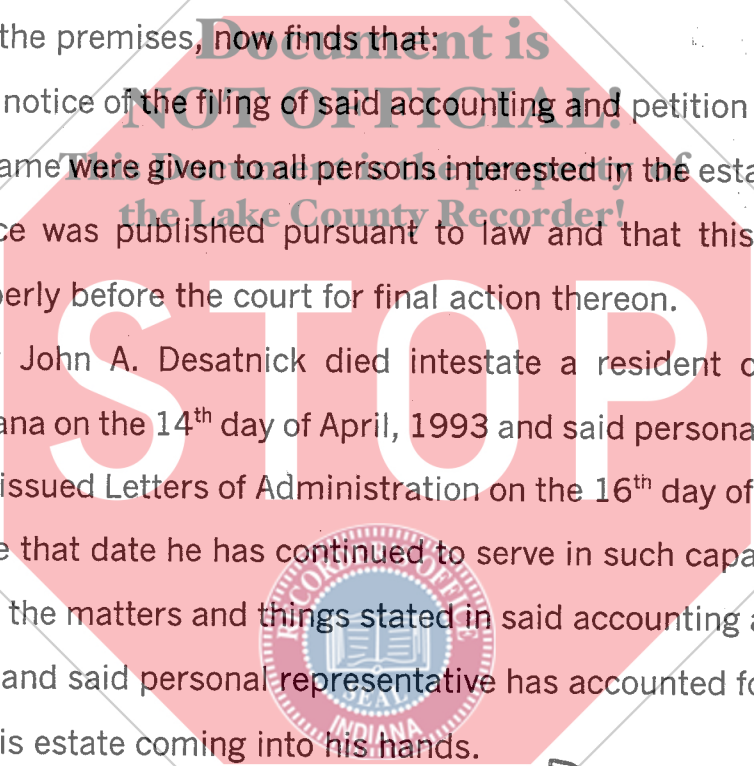 the premises, now finds that:
Document is
notice of the filing of said accounting and petition
NOT OFFICIAL!
ame were given to all persons interested in the esta
This Document is the property of
the Lake County Recorder!
ce was published pursuant to law and that this
erly before the court for final action thereon.
STOP
John A. Desatnick died intestate a resident o
ana on the 14th day of April, 1993 and said persona
issued Letters of Administration on the 16th day of
e that date he has continued to serve in such capa
the matters and things stated in said accounting a
and said personal representative has accounted fo
is estate coming into his hands.
RECORDER'S OFFICE
SEAL
INDIANA